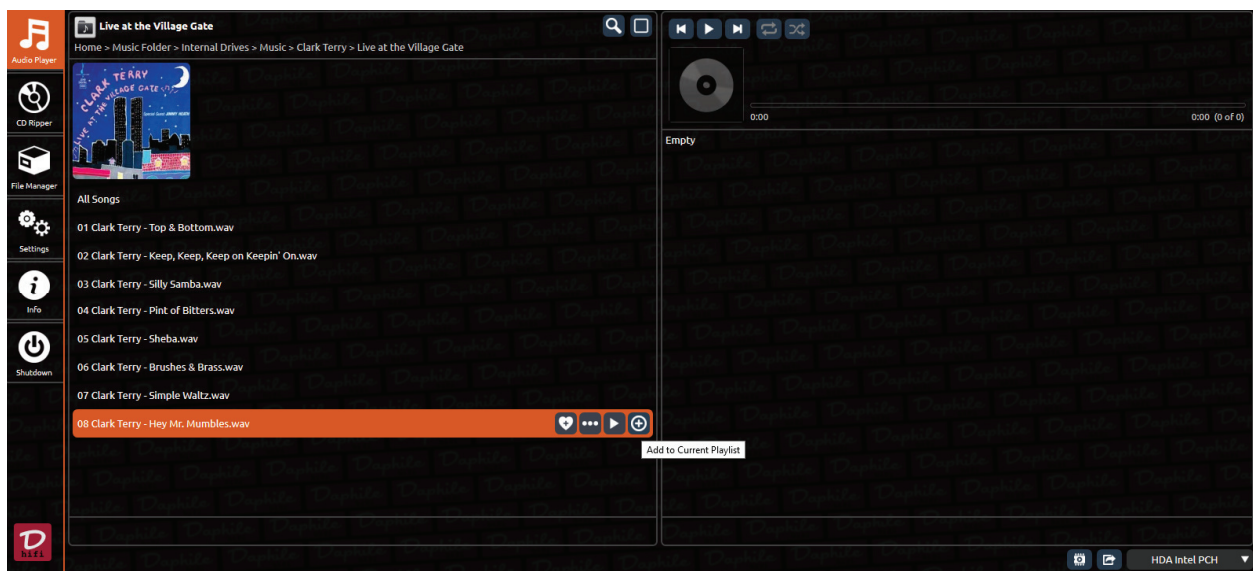 Audio Player
CD Ripper
File Manager
Settings
Info
Shutdown
D
hifi
Live at the Village Gate
Home > Music Folder > Internal Drives > Music > Clark Terry > Live at the Village Gate
CLARK TERRY
LIVE AT THE VILLAGE GATE
Special Guest JIMMY HEATH
All Songs
01 Clark Terry - Top & Bottom.wav
02 Clark Terry - Keep, Keep, Keep on Keepin' On.wav
03 Clark Terry - Silly Samba.wav
04 Clark Terry - Pint of Bitters.wav
05 Clark Terry - Sheba.wav
06 Clark Terry - Brushes & Brass.wav
07 Clark Terry - Simple Waltz.wav
08 Clark Terry - Hey Mr. Mumbles.wav
Add to Current Playlist
0:00
0:00 (0 of 0)
Empty
Daphile
HDA Intel PCH